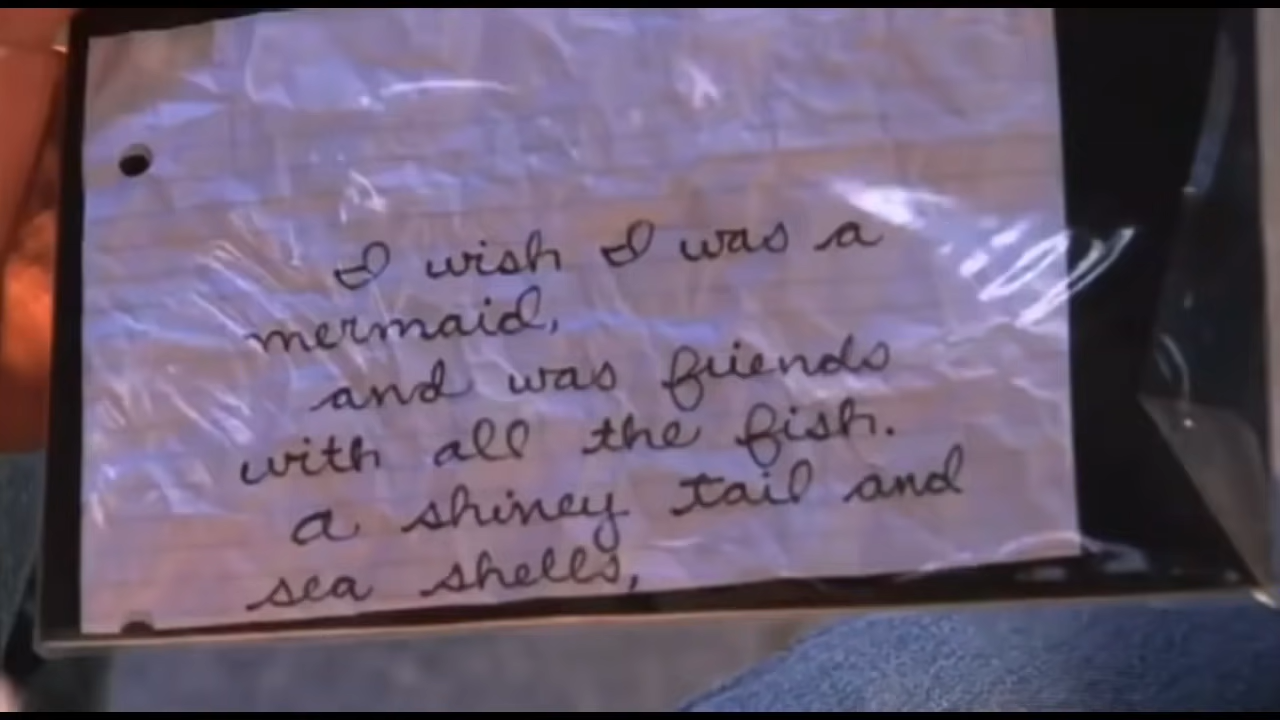 I wish I was a
mermaid,
and was friends
with all the fish.
a shiney tail and
sea shells,